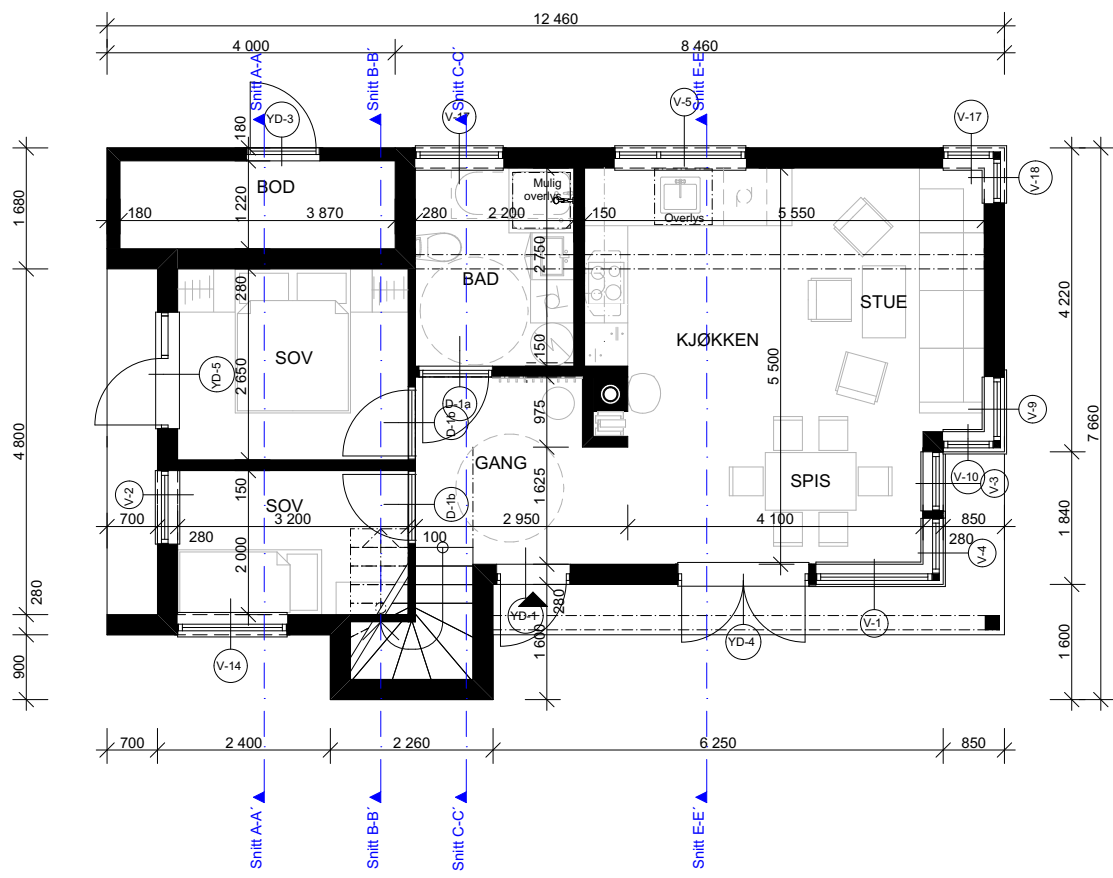 12 460
4 000
8 460
Snitt A-A´
Snitt B-B´
Snitt C-C´
Snitt E-E´
YD-3
V-17
V-5
V-17
V-18
180
1 680
BOD
1 220
180
3 870
280
2 200
150
5 550
Mulig
overlys
Overlys
2 750
BAD
280
STUE
KJØKKEN
4 220
SOV
2 650
YD-5
150
5 500
7 660
D-1a
D-1b
975
V-9
4 800
GANG
1 625
SPIS
V-10
V-3
V-2
SOV
150
D-1b
700
3 200
2 950
4 100
850
280
100
280
1 840
2 000
V-4
280
280
YD-1
V-1
YD-4
V-14
900
1 600
1 600
700
2 400
2 260
6 250
850
Snitt A-A´
Snitt B-B´
Snitt C-C´
Snitt E-E´